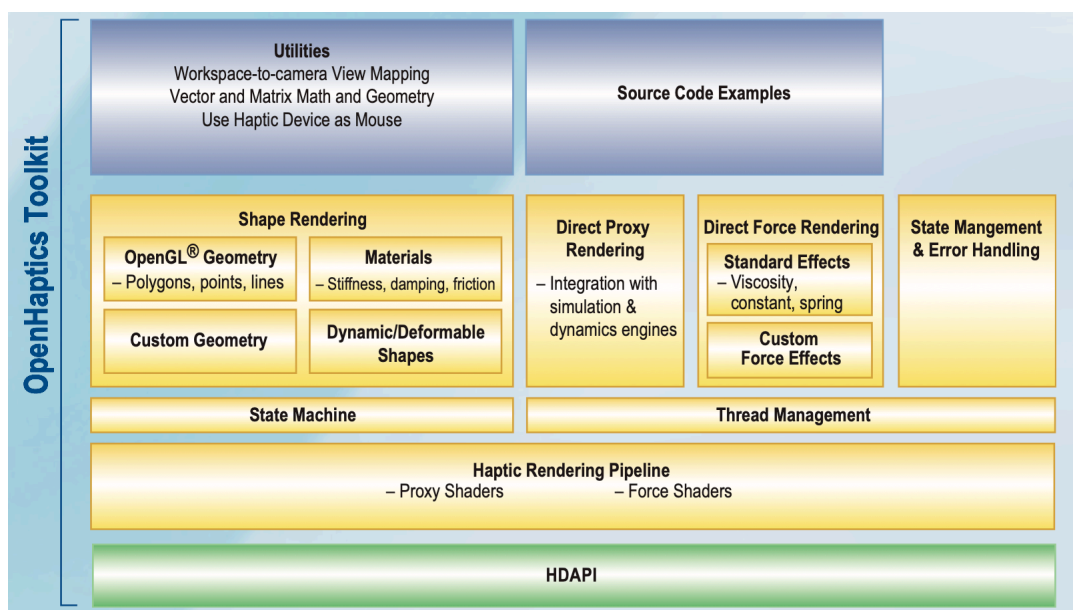 OpenHaptics Toolkit
Utilities
Workspace-to-camera View Mapping
Vector and Matrix Math and Geometry
Use Haptic Device as Mouse
Source Code Examples
Shape Rendering
OpenGL® Geometry
– Polygons, points, lines
Materials
– Stiffness, damping, friction
Custom Geometry
Dynamic/Deformable
Shapes
Direct Proxy
Rendering
– Integration with
simulation &
dynamics engines
Direct Force Rendering
Standard Effects
– Viscosity,
constant, spring
Custom
Force Effects
State Mangement
& Error Handling
State Machine
Thread Management
Haptic Rendering Pipeline
– Proxy Shaders
– Force Shaders
HDAPI